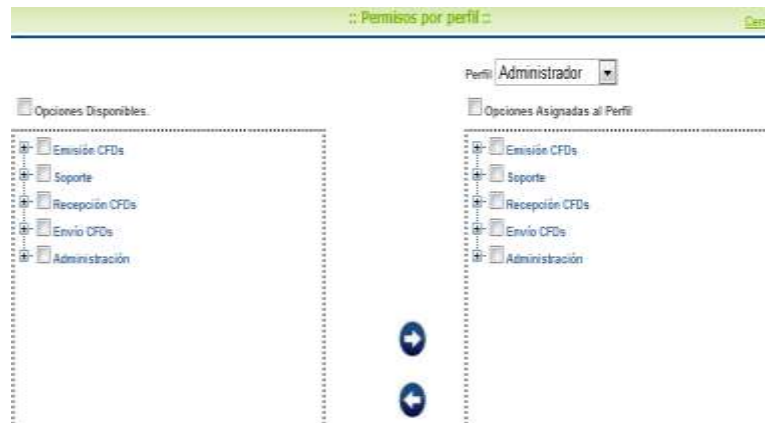 :: Permisos por perfil ::
Perfil Administrador
Opciones Disponibles.
Emisión CFDs
Soporte
Recepción CFDs
Envío CFDs
Administración
Opciones Asignadas al Perfil
Emisión CFDs
Soporte
Recepción CFDs
Envío CFDs
Administración